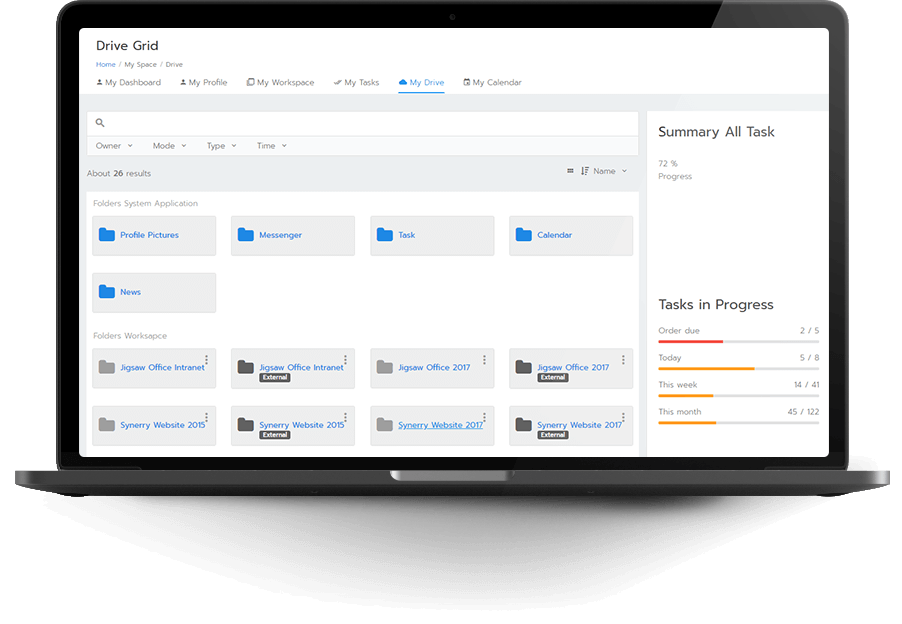 Drive Grid
Home / My Space / Drive
My Dashboard My Profile My Workspace My Tasks My Drive My Calendar
Owner Mode Type Time
About 26 results
Name
Folders System Application
Profile Pictures Messenger Task Calendar
News
Folders Worksapce
Jigsaw Office Intranet Jigsaw Office Intranet Jigsaw Office 2017 Jigsaw Office 2017
External External
Synerry Website 2015 Synerry Website 2015 Synerry Website 2017 Synerry Website 2017
External External
Summary All Task
72 %
Progress
Tasks in Progress
Order due 2 / 5
Today 5 / 8
This week 14 / 41
This month 45 / 122